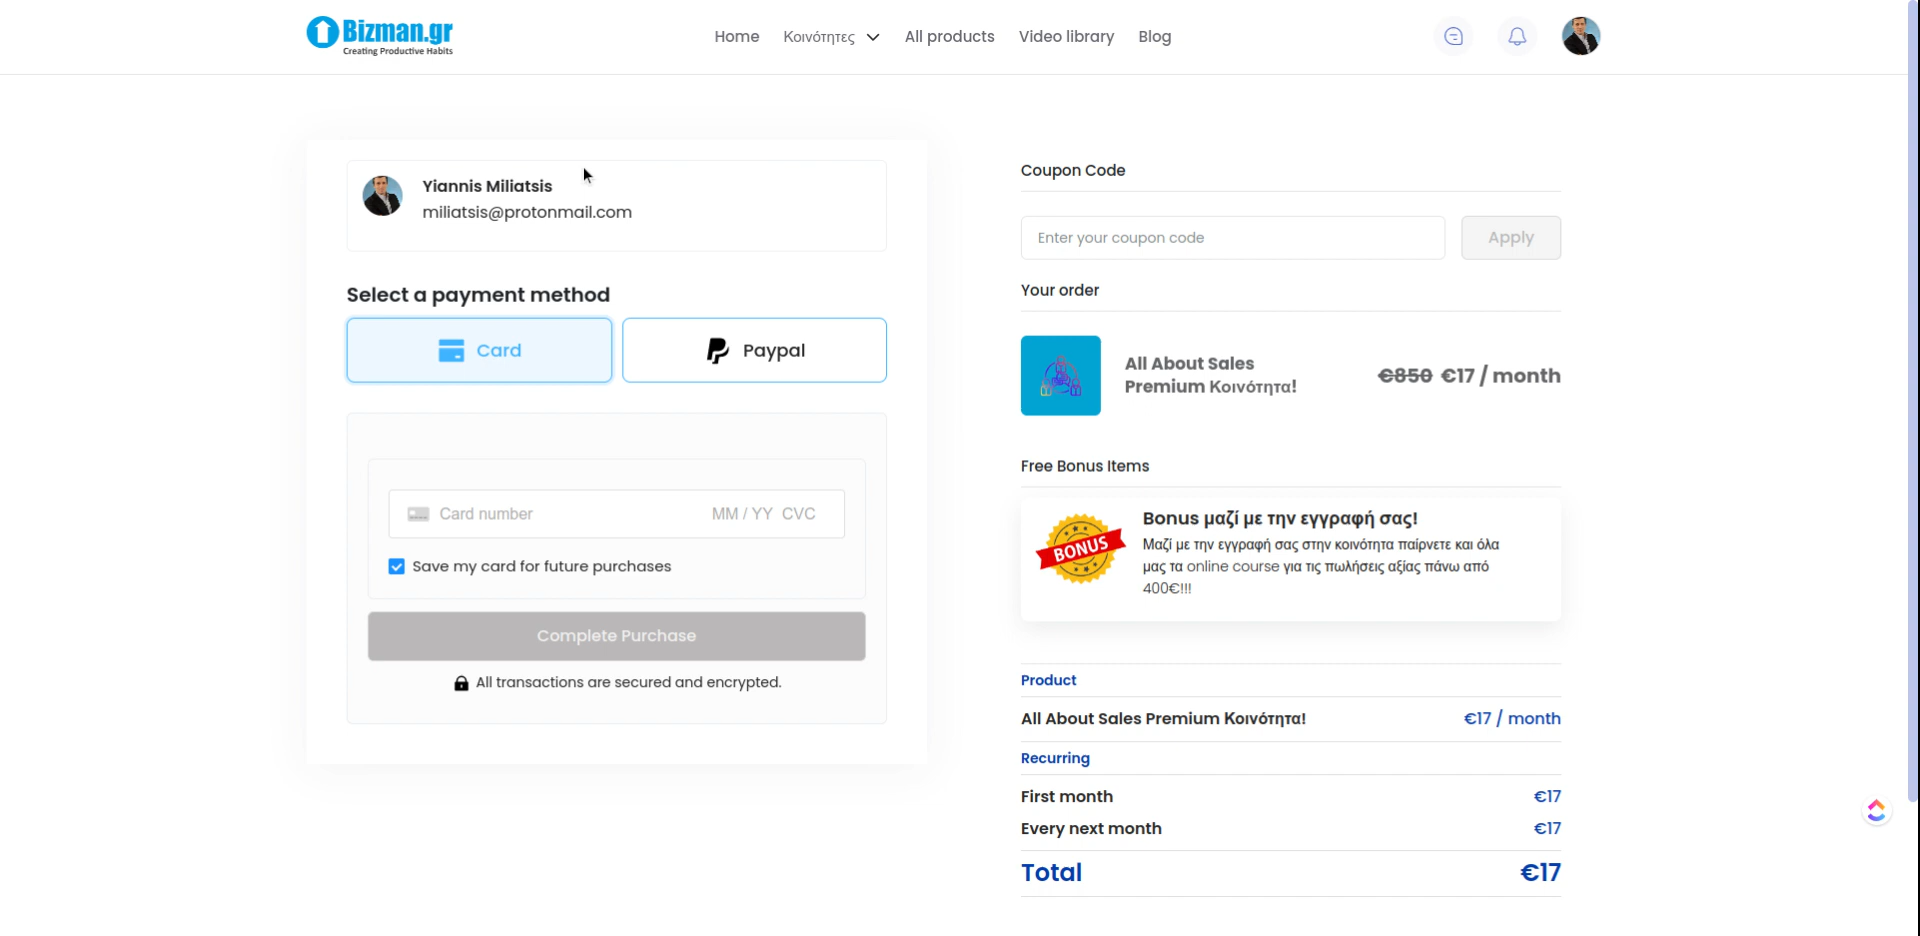 Bizman.gr
Creating Productive Habits
Home Κοινότητες All products Video library Blog
Yiannis Miliatsis
miliatsis@protonmail.com
Select a payment method
Card Paypal
Card number MM / YY CVC
Save my card for future purchases
Complete Purchase
All transactions are secured and encrypted.
Coupon Code
Enter your coupon code Apply
Your order
All About Sales
Premium Κοινότητα!
€850 €17 / month
Free Bonus Items
BONUS
Bonus μαζί με την εγγραφή σας!
Μαζί με την εγγραφή σας στην κοινότητα παίρνετε και όλα
μας τα online course για τις πωλήσεις αξίας πάνω από
400€!!!
Product
All About Sales Premium Κοινότητα! €17 / month
Recurring
First month €17
Every next month €17
Total €17